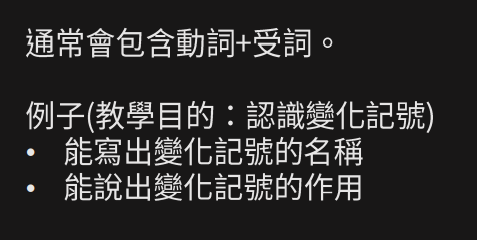 通常會包含動詞+受詞。
例子(教學目的：認識變化記號)
• 能寫出變化記號的名稱
• 能說出變化記號的作用